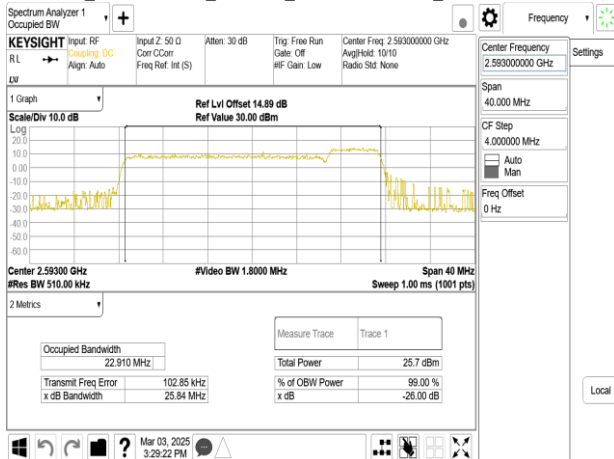 Spectrum Analyzer 1
Occupied BW
Frequency
KEYSIGHT
Input: RF
Coupling: DC
Align: Auto
Input Z: 50 Ω
Corr CCorr
Freq Ref: Int (S)
Atten: 30 dB
Trig: Free Run
Gate: Off
#IF Gain: Low
Center Freq: 2.593000000 GHz
Avg|Hold: 10/10
Radio Std: None
RL
LXI
Center Frequency
2.593000000 GHz
Settings
Span
40.000 MHz
CF Step
4.000000 MHz
Auto
Man
Freq Offset
0 Hz
1 Graph
Scale/Div 10.0 dB
Ref Lvl Offset 14.89 dB
Ref Value 30.00 dBm
Log
20.0
10.0
0.00
-10.0
-20.0
-30.0
-40.0
-50.0
-60.0
Center 2.59300 GHz
#Res BW 510.00 kHz
#Video BW 1.8000 MHz
Span 40 MHz
Sweep 1.00 ms (1001 pts)
2 Metrics
Measure Trace Trace 1
Occupied Bandwidth
22.910 MHz
Total Power 25.7 dBm
Transmit Freq Error 102.85 kHz
% of OBW Power 99.00 %
x dB Bandwidth 25.84 MHz
x dB -26.00 dB
Local
?
Mar 03, 2025
3:29:22 PM